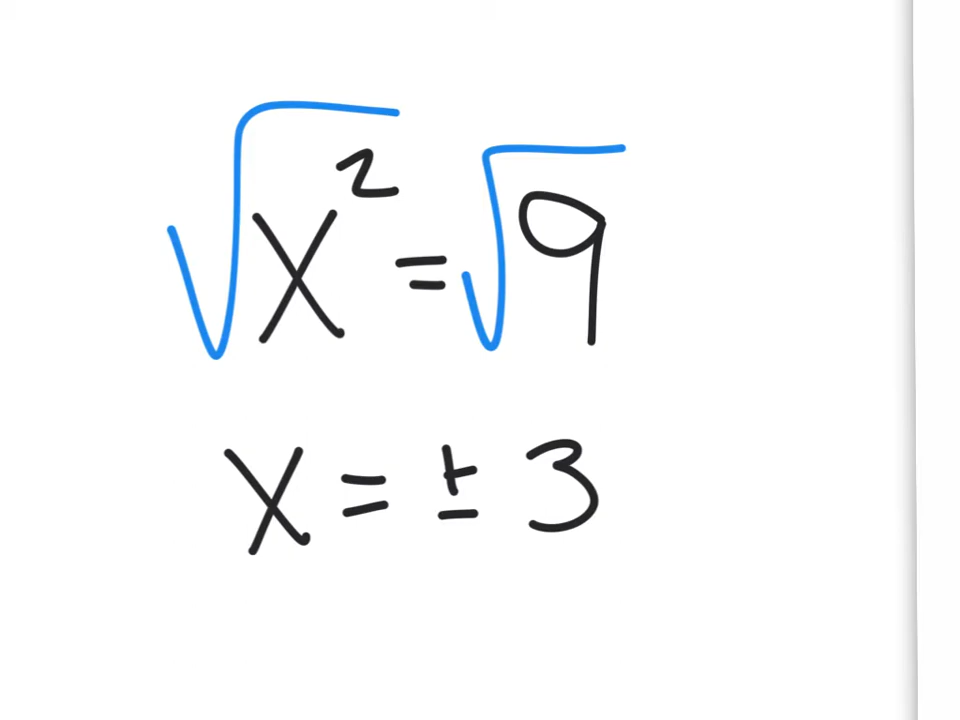 √x² = √9
x = ± 3